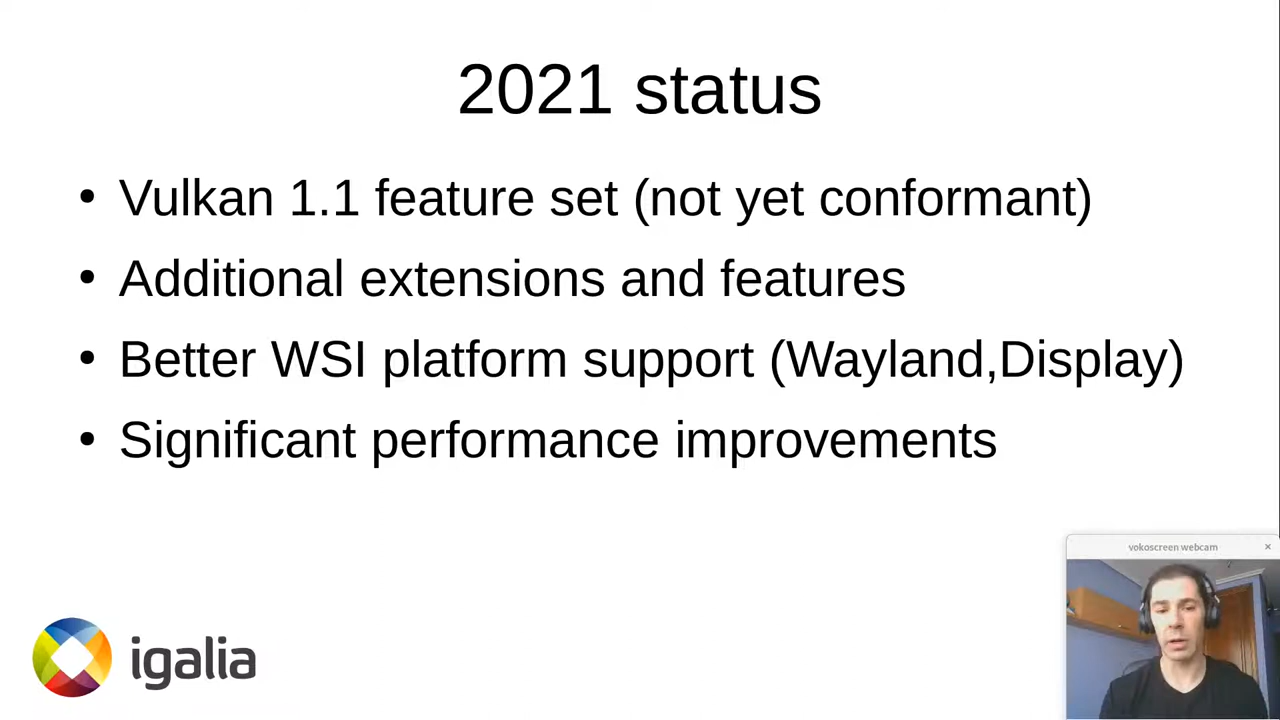 2021 status
• Vulkan 1.1 feature set (not yet conformant)
• Additional extensions and features
• Better WSI platform support (Wayland,Display)
• Significant performance improvements
vokoscreen webcam ×
igalia